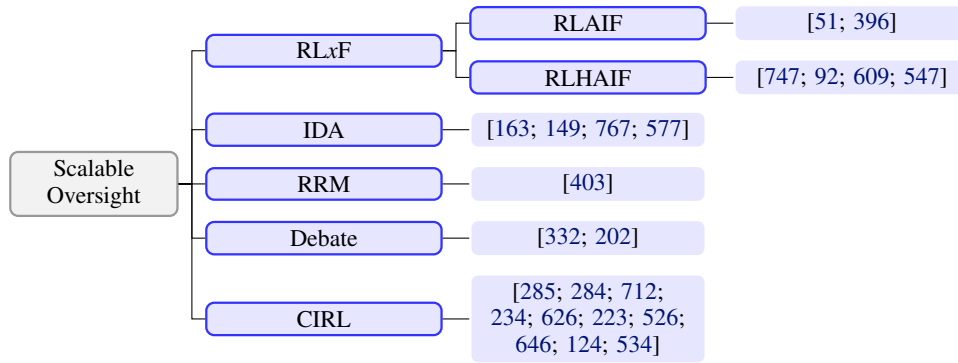 Scalable
Oversight
RLxF
RLAIF
[51; 396]
RLHAIF
[747; 92; 609; 547]
IDA
[163; 149; 767; 577]
RRM
[403]
Debate
[332; 202]
CIRL
[285; 284; 712;
234; 626; 223; 526;
646; 124; 534]